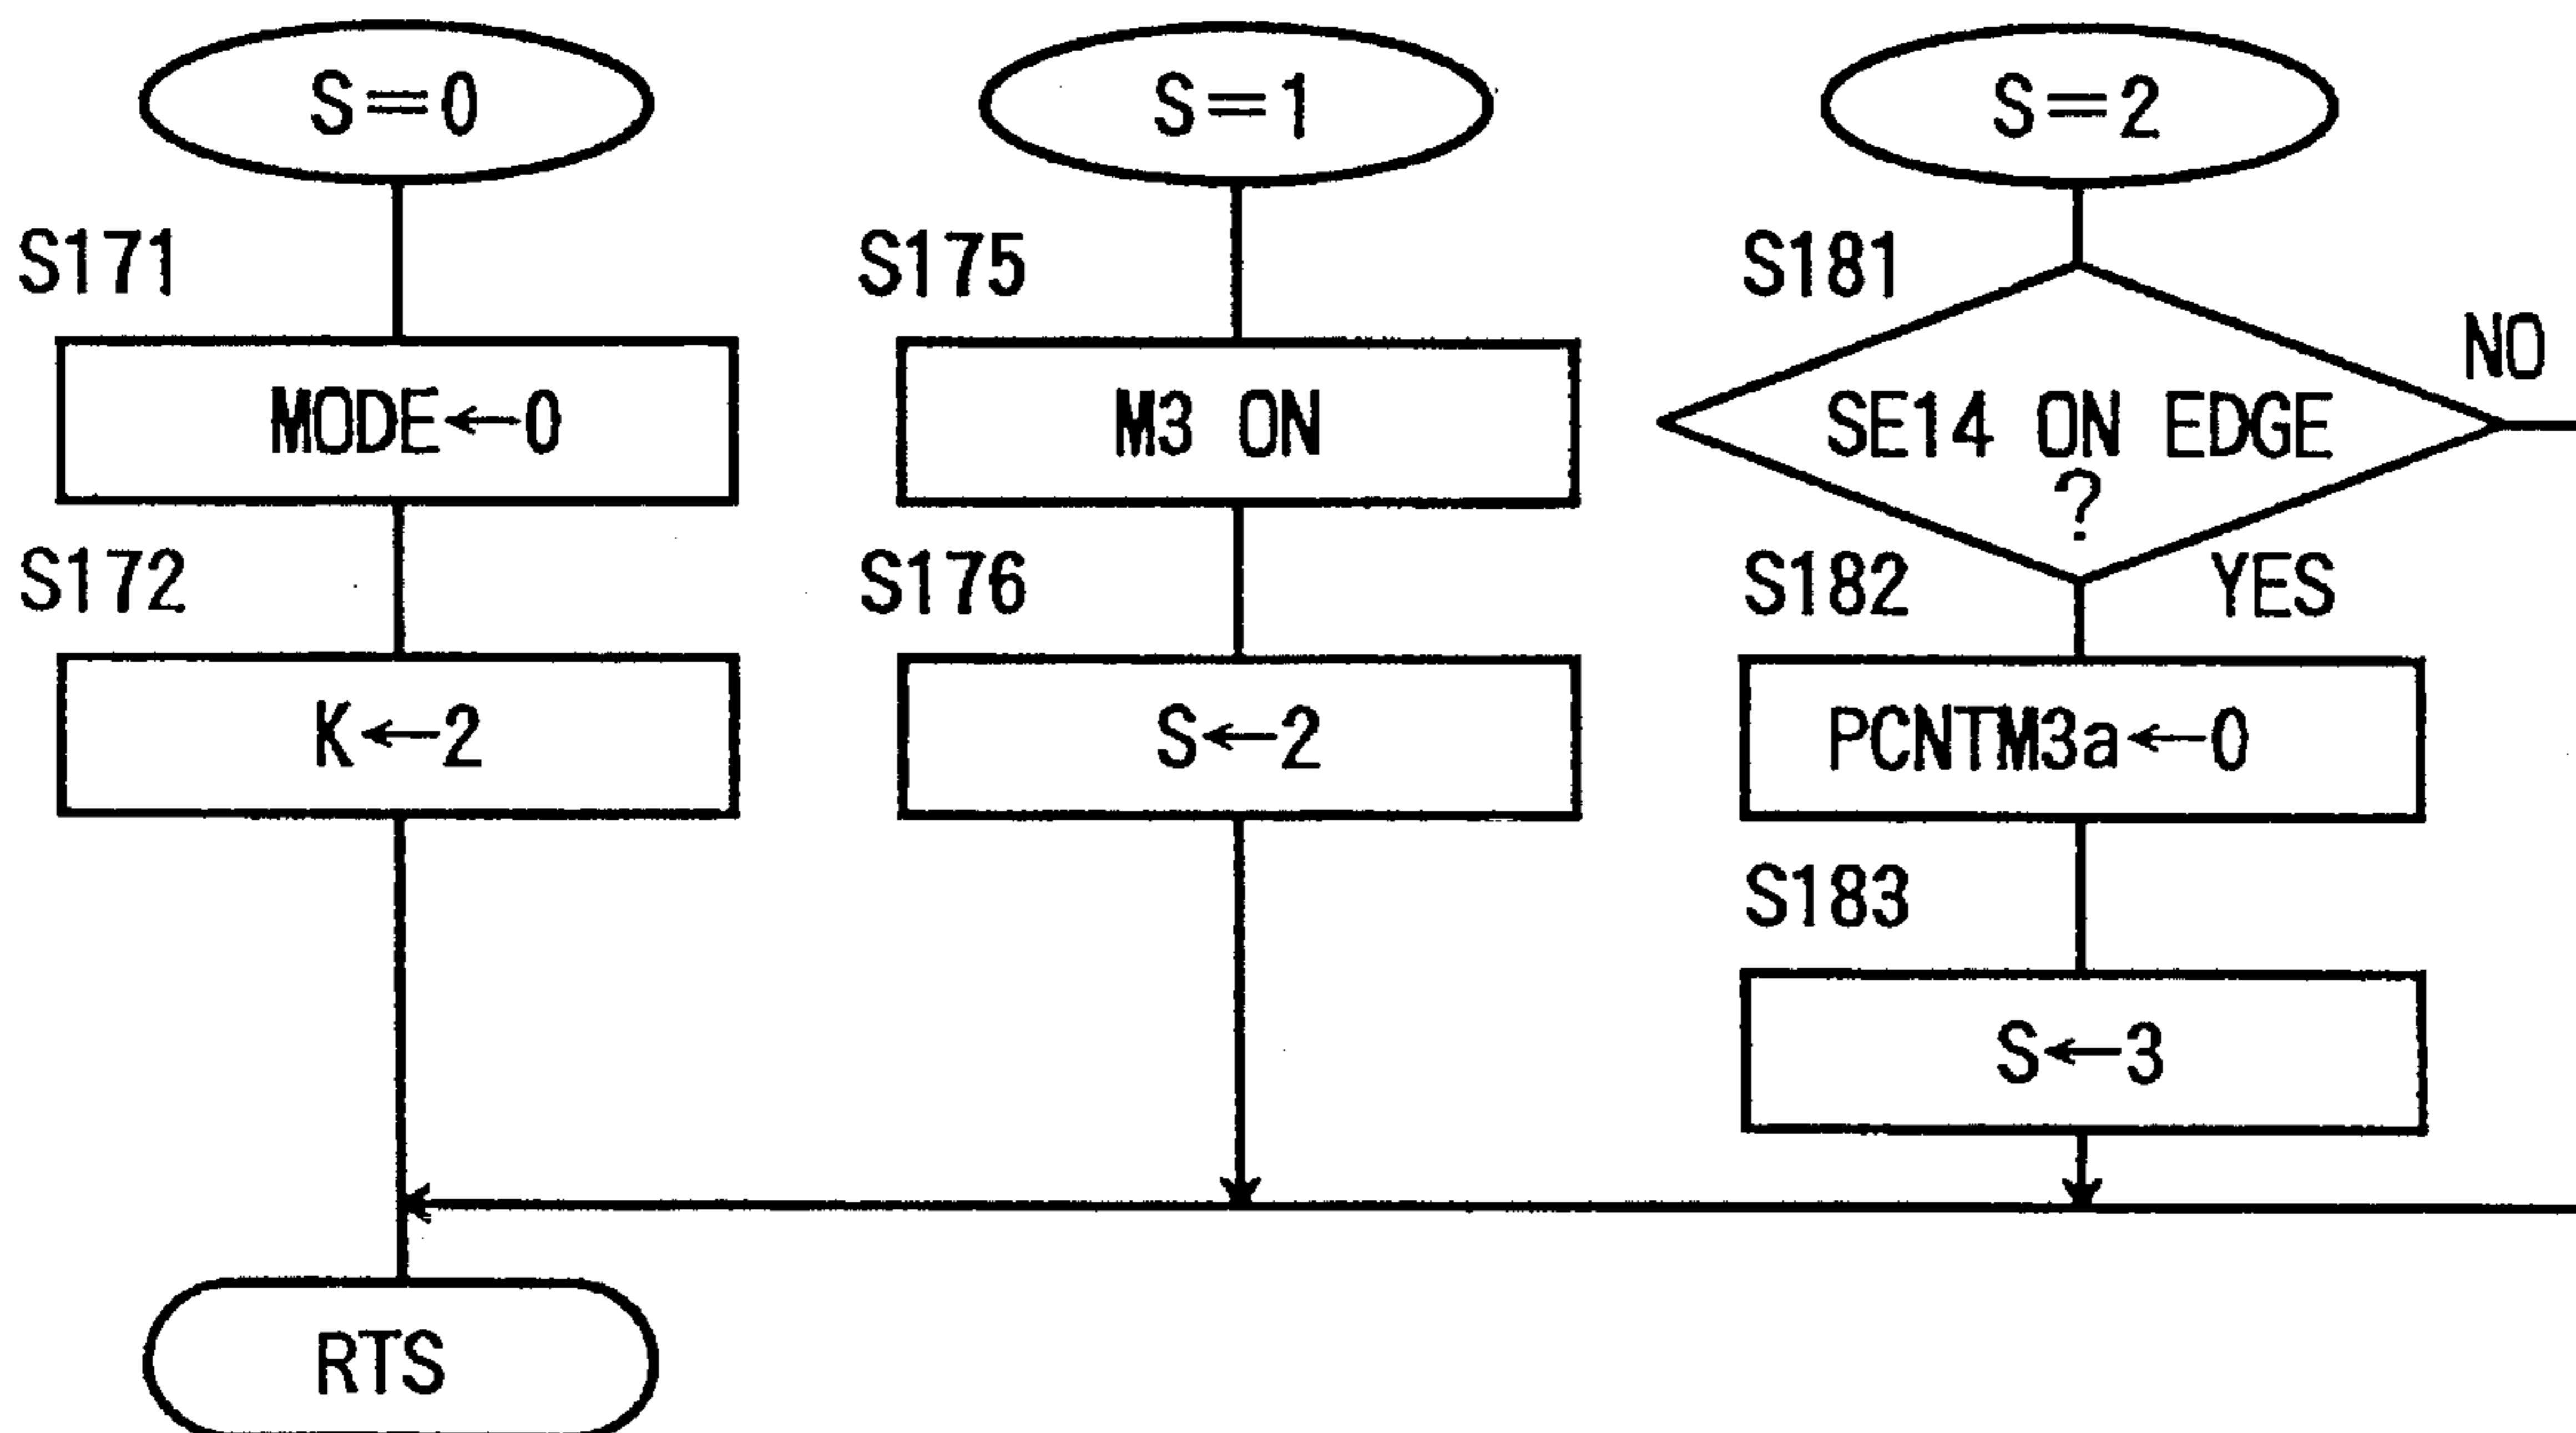 S=0
S171
MODE←0
S172
K←2
RTS
S=1
S175
M3 ON
S176
S←2
S=2
S181
SE14 ON EDGE
?
NO
YES
S182
PCNTM3a←0
S183
S←3